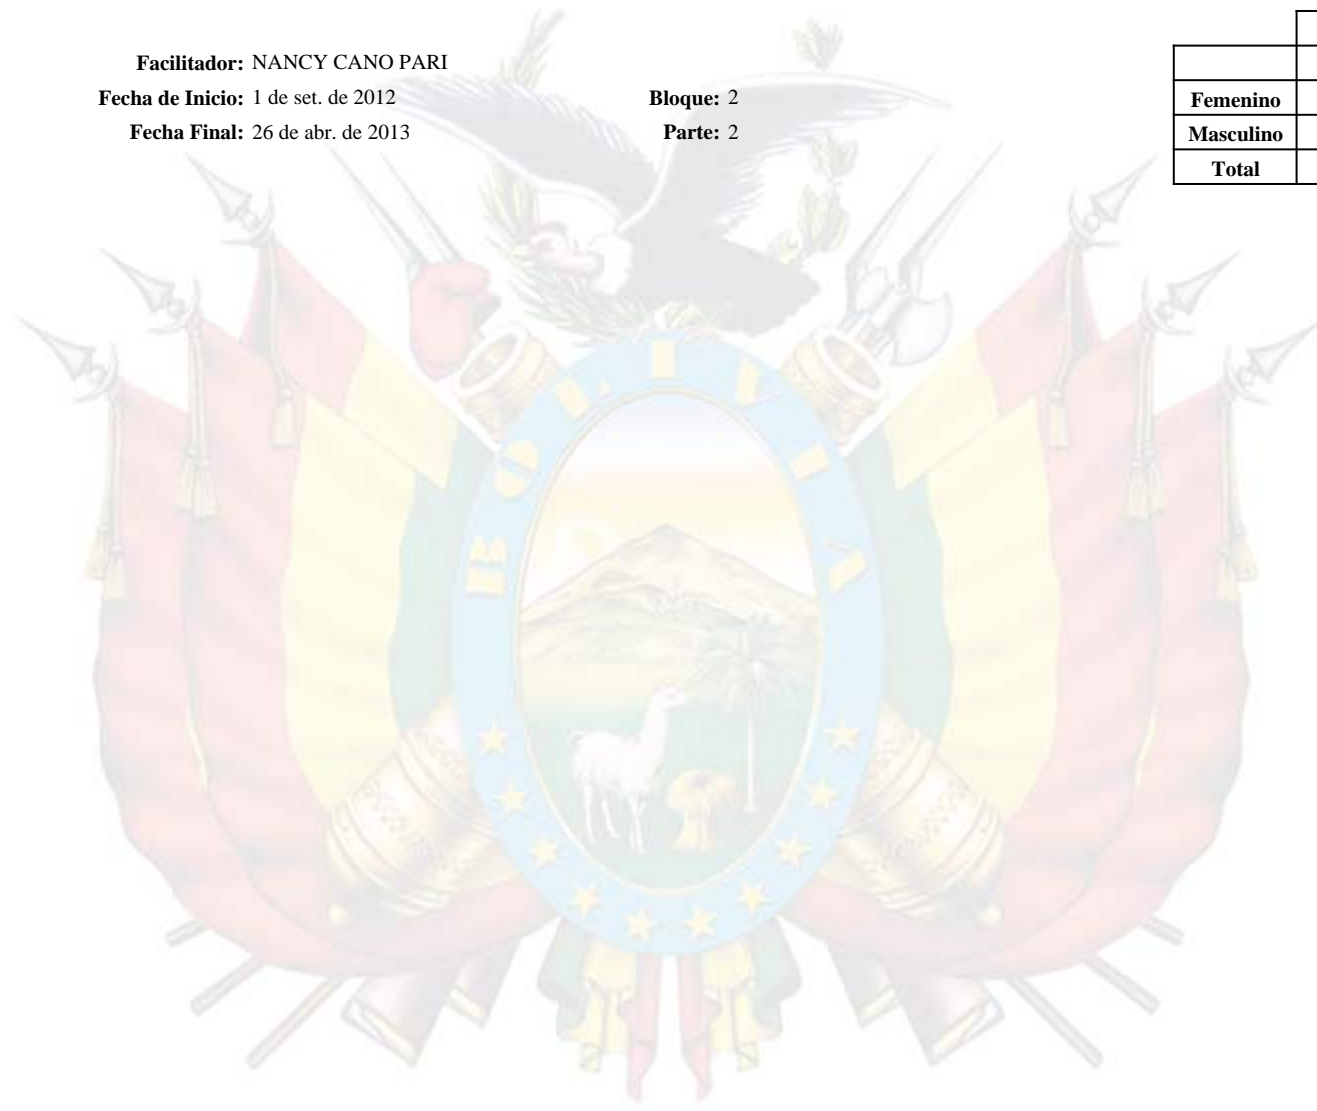 Facilitador: NANCY CANO PARI
Fecha de Inicio: 1 de set. de 2012 Bloque: 2
Fecha Final: 26 de abr. de 2013 Parte: 2
Femenino
Masculino
Total
BOLIVIA